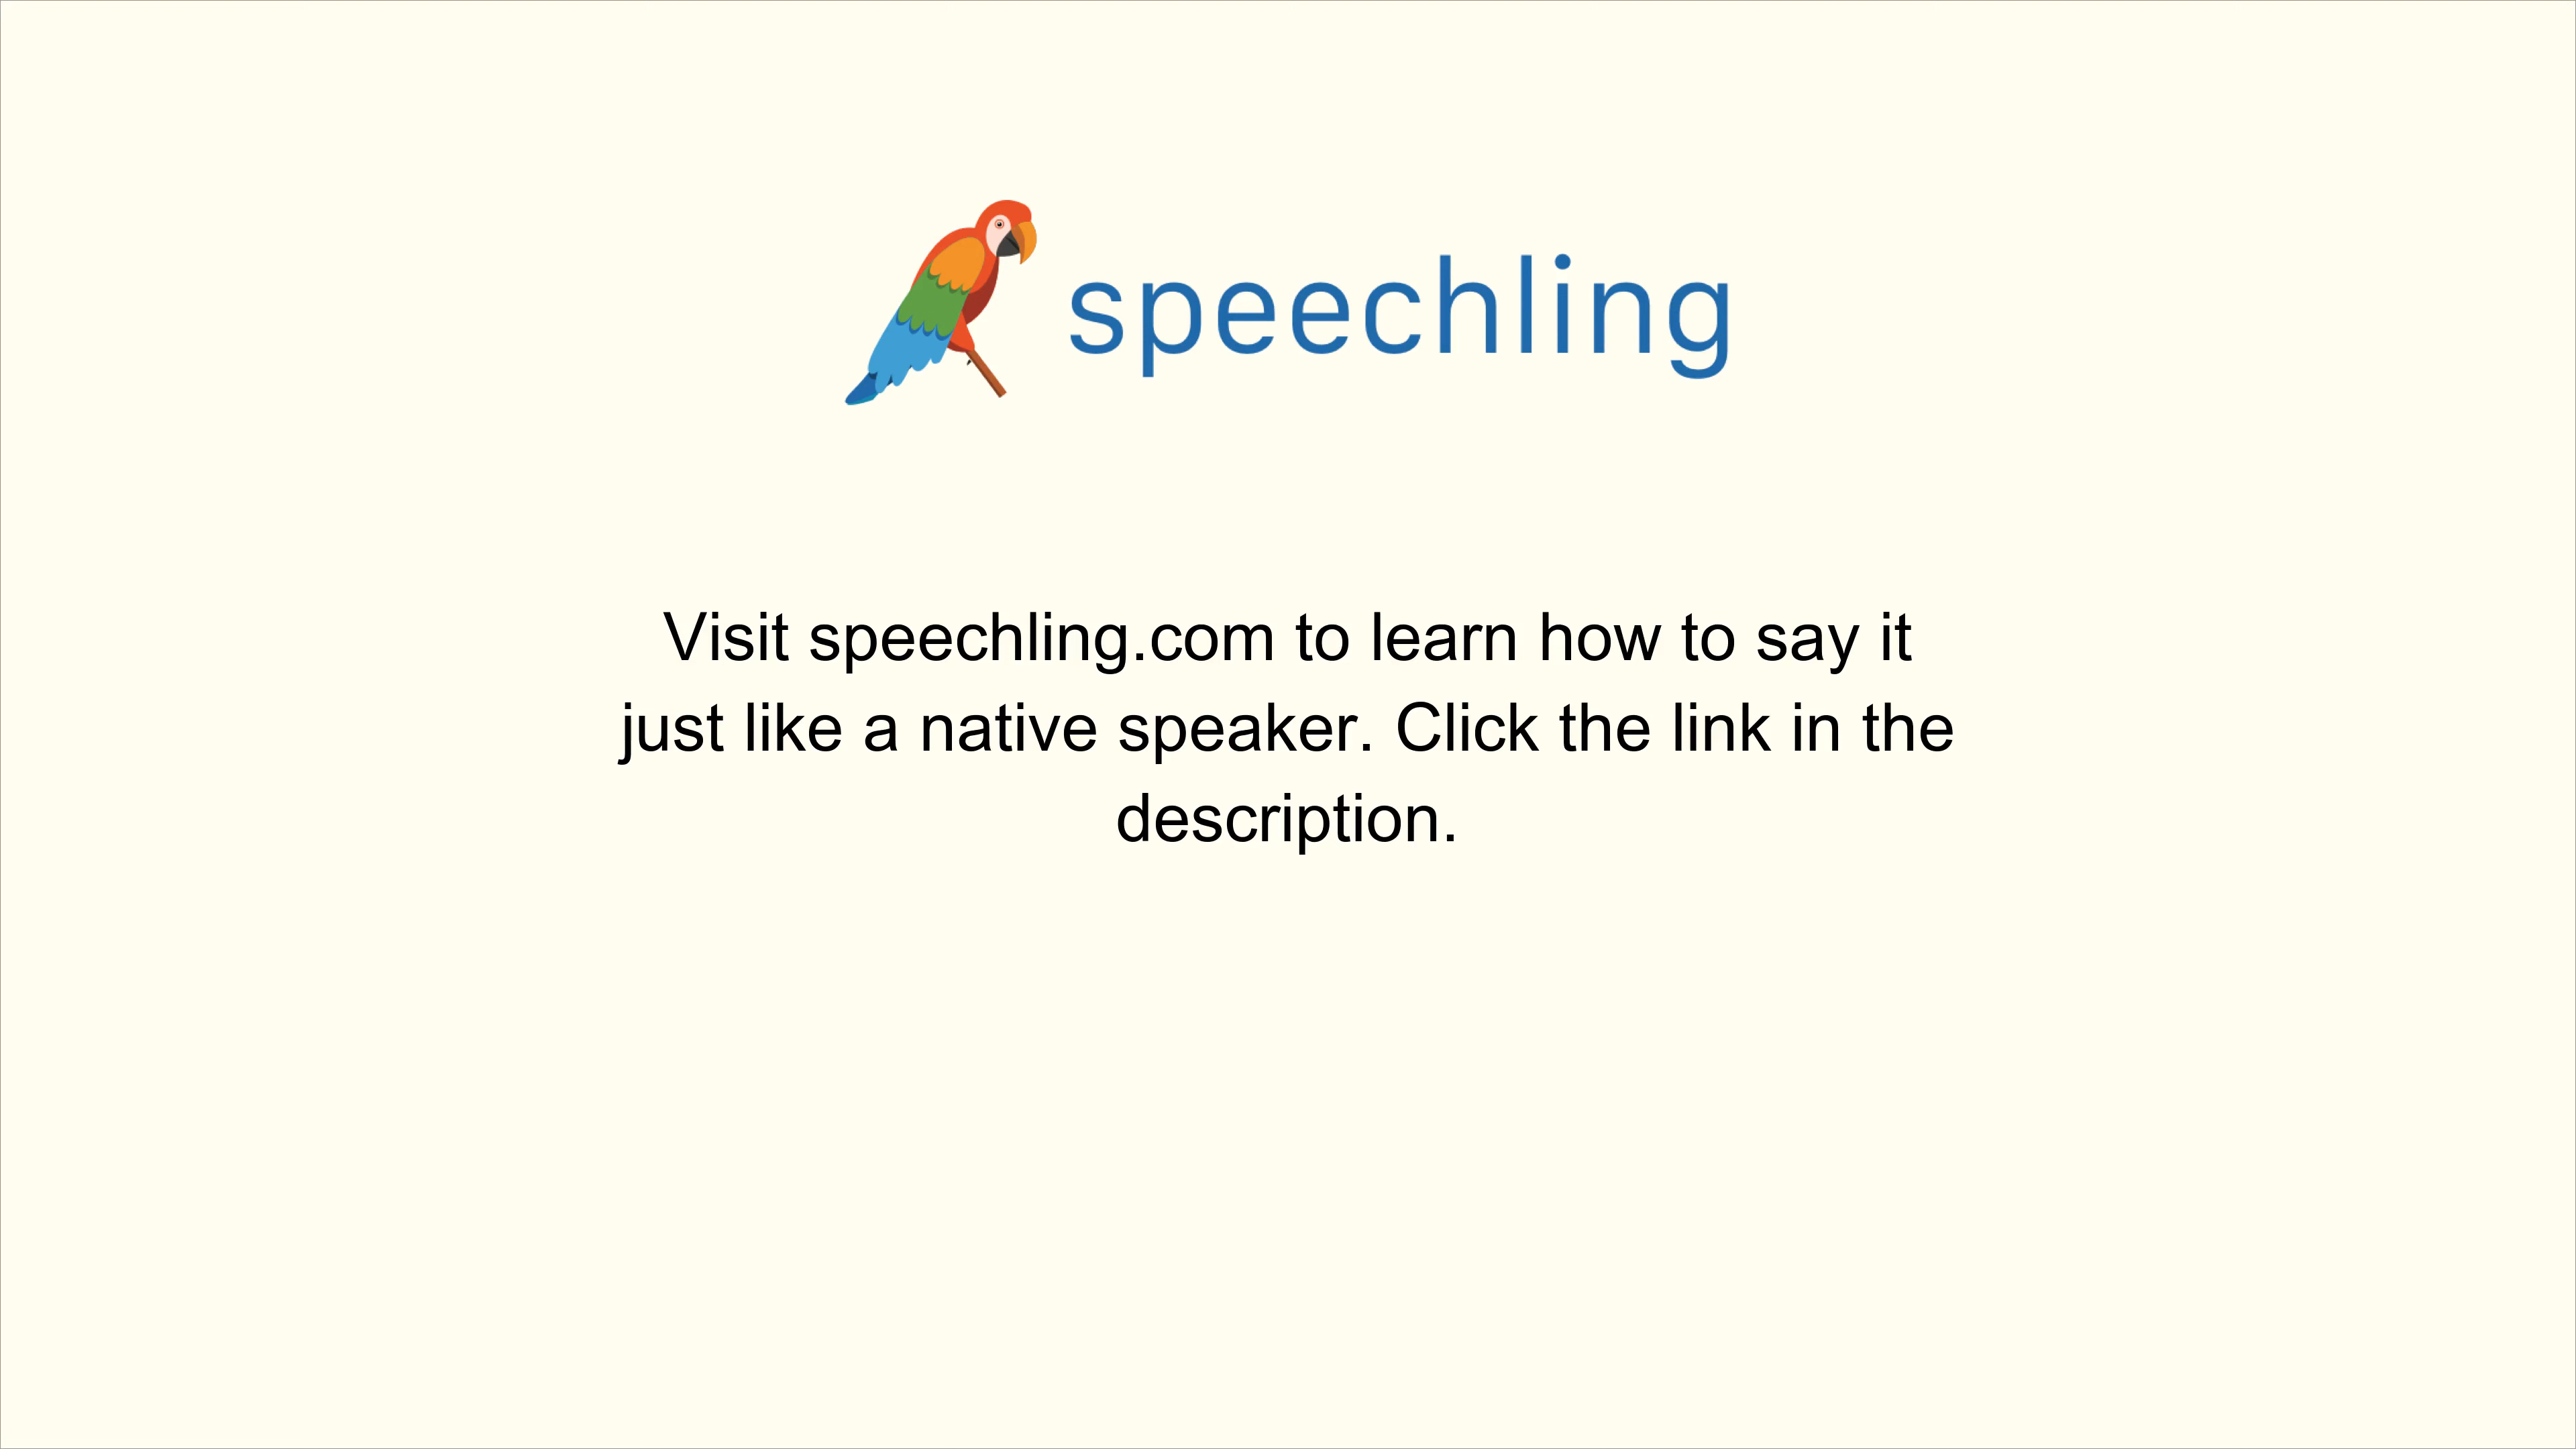 speechling
Visit speechling.com to learn how to say it
just like a native speaker. Click the link in the
description.